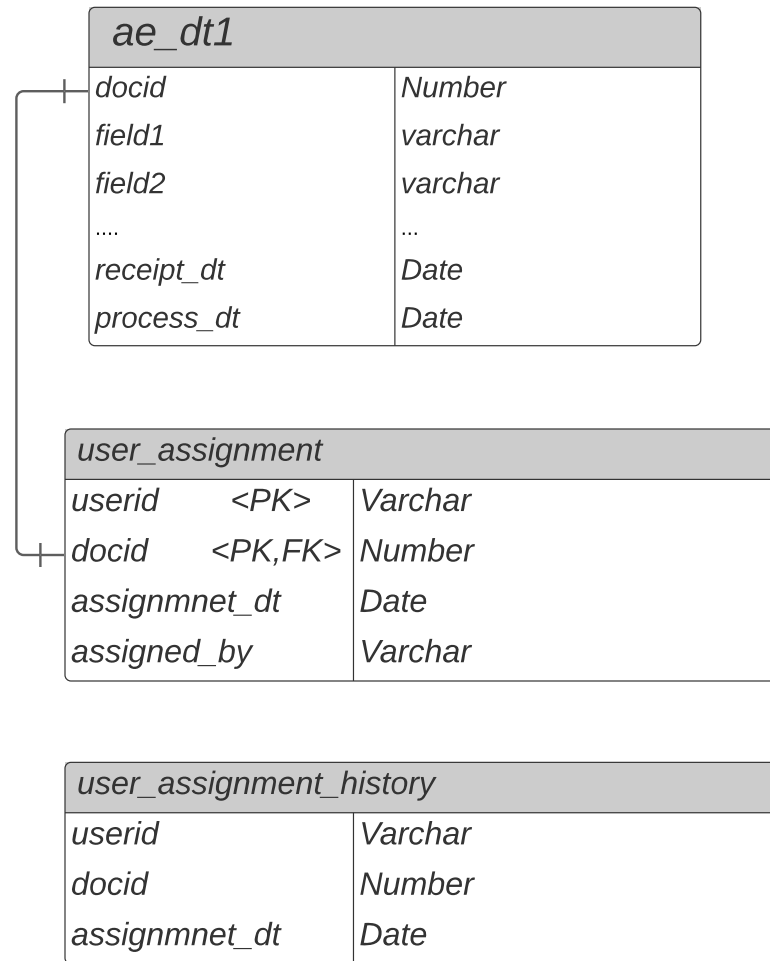 ae_dt1
docid Number
field1 varchar
field2 varchar
.... ...
receipt_dt Date
process_dt Date
user_assignment
userid <PK> Varchar
docid <PK,FK> Number
assignmnet_dt Date
assigned_by Varchar
user_assignment_history
userid Varchar
docid Number
assignmnet_dt Date